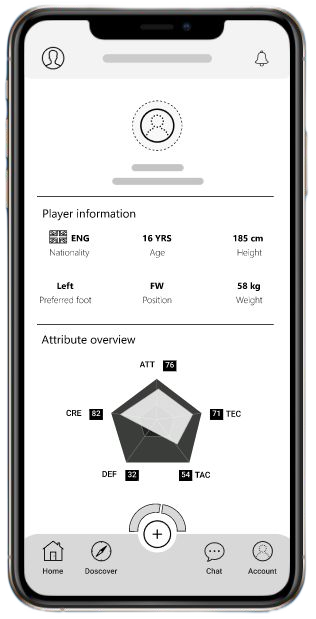 Player information
ENG 16 YRS 185 cm
Nationality Age Height
Left FW 58 kg
Preferred foot Position Weight
Attribute overview
ATT 76
CRE 82 71 TEC
DEF 32 54 TAC
Home Doscover Chat Account